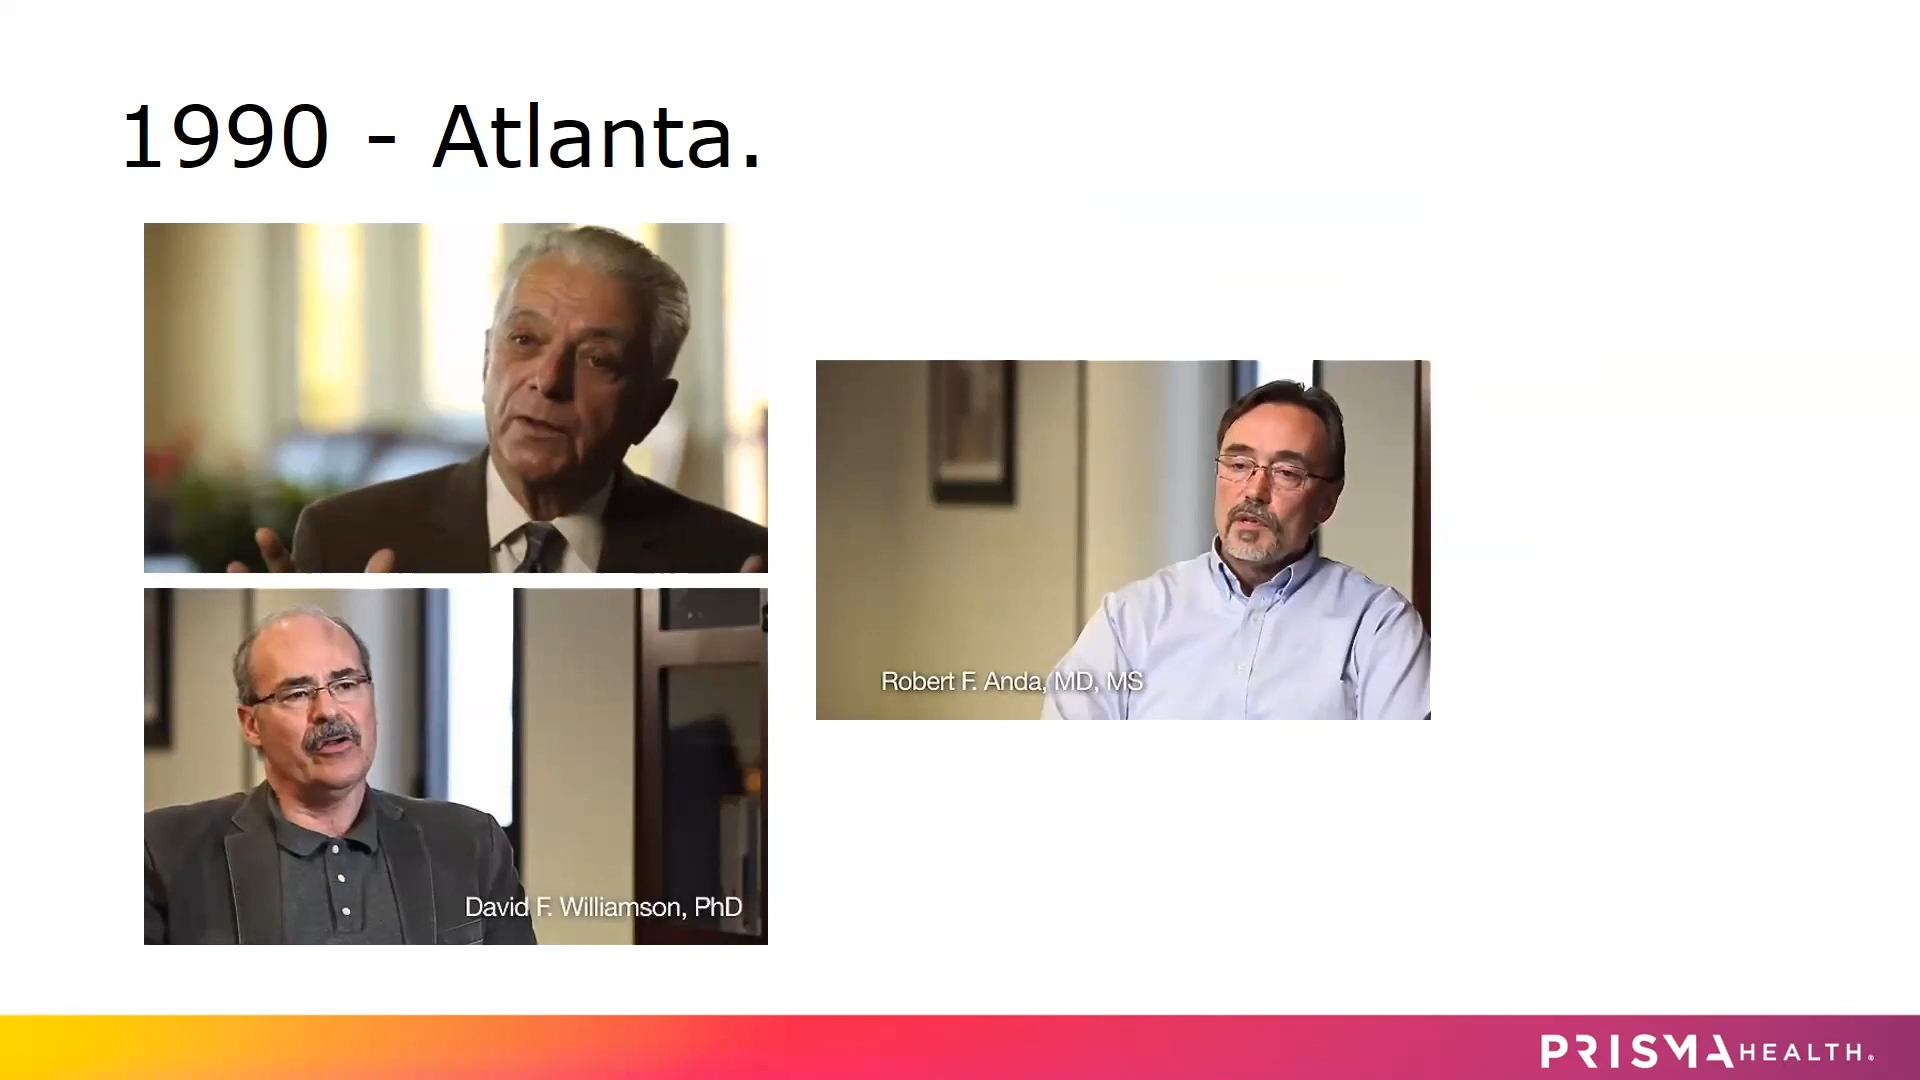 1990 - Atlanta.
Robert F. Anda, MD, MS
David F. Williamson, PhD
PRISMA HEALTH.